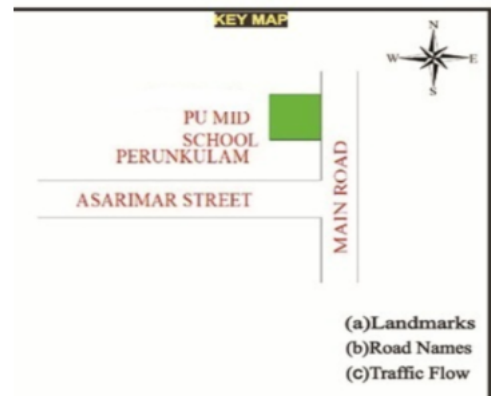 KEY MAP
N
W E
S
PU MID
SCHOOL
PERUNKULAM
ASARIMAR STREET
MAIN ROAD
(a)Landmarks
(b)Road Names
(c)Traffic Flow